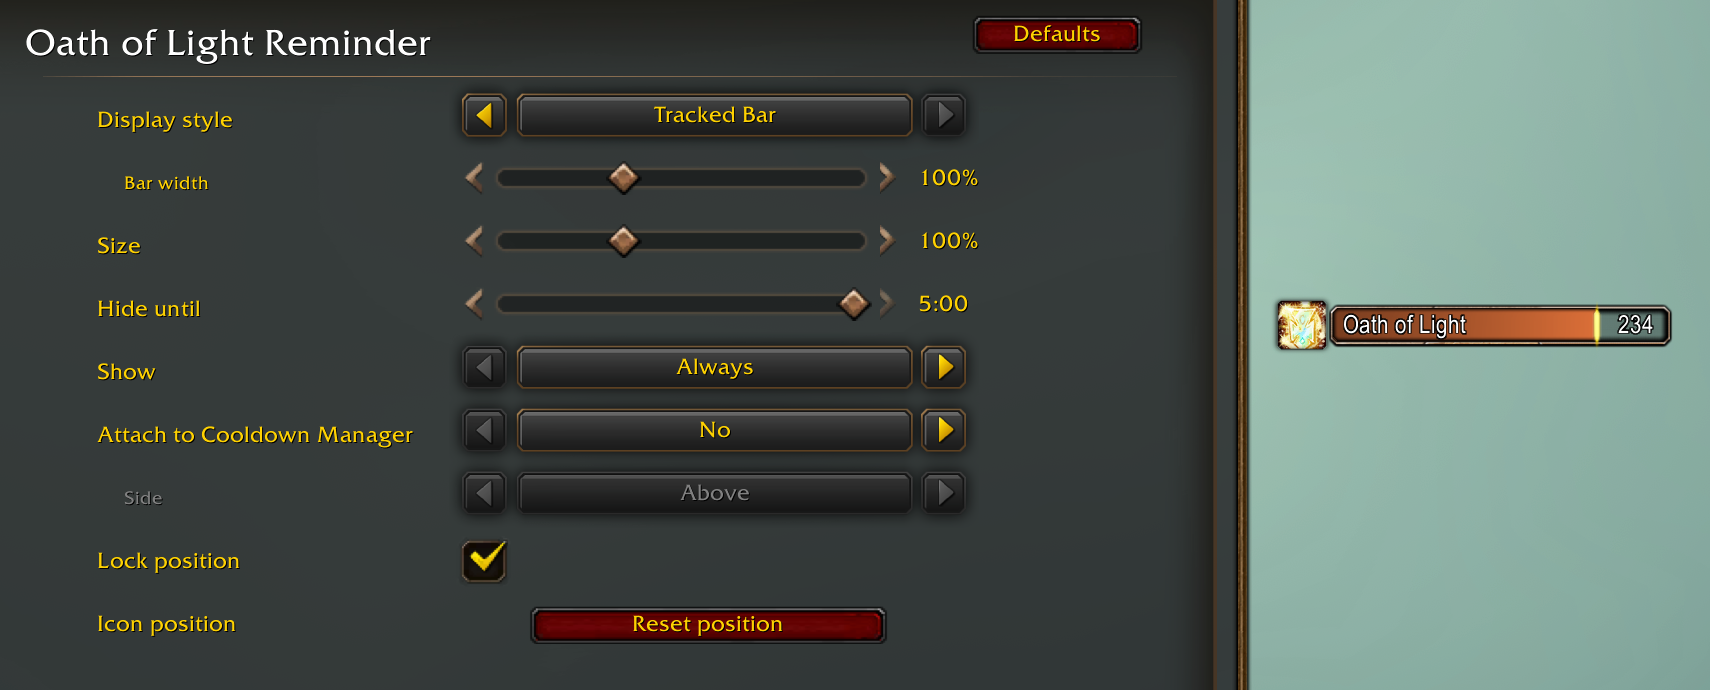 Oath of Light Reminder
Defaults
Display style
Tracked Bar
Bar width
100%
Size
100%
Hide until
5:00
Show
Always
Attach to Cooldown Manager
No
Side
Above
Lock position
Icon position
Reset position
Oath of Light
234